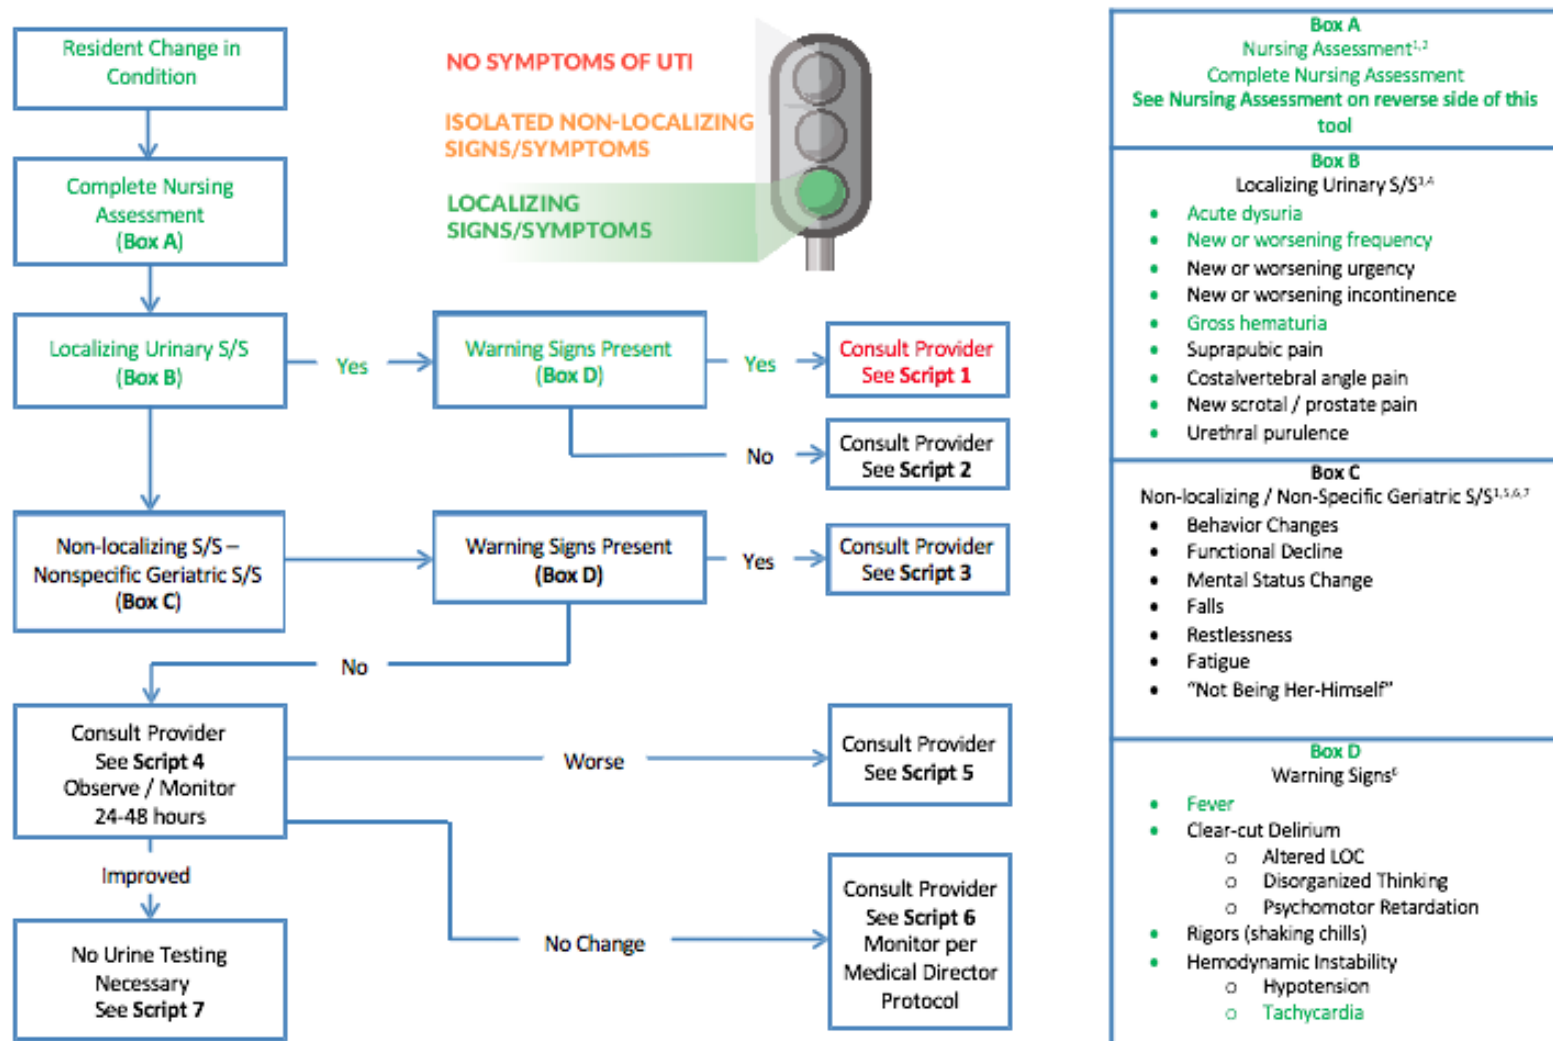 Resident Change in
Condition
Complete Nursing
Assessment
(Box A)
Localizing Urinary S/S
(Box B)
Yes
Warning Signs Present
(Box D)
Yes
Consult Provider
See Script 1
No
Consult Provider
See Script 2
Non-localizing S/S –
Nonspecific Geriatric S/S
(Box C)
Warning Signs Present
(Box D)
Yes
Consult Provider
See Script 3
No
Consult Provider
See Script 4
Observe / Monitor
24-48 hours
Worse
Consult Provider
See Script 5
Improved
No Change
Consult Provider
See Script 6
Monitor per
Medical Director
Protocol
No Urine Testing
Necessary
See Script 7
NO SYMPTOMS OF UTI
ISOLATED NON-LOCALIZING
SIGNS/SYMPTOMS
LOCALIZING
SIGNS/SYMPTOMS
Box A
Nursing Assessment1,2
Complete Nursing Assessment
See Nursing Assessment on reverse side of this
tool
Box B
Localizing Urinary S/S3,4
• Acute dysuria
• New or worsening frequency
• New or worsening urgency
• New or worsening incontinence
• Gross hematuria
• Suprapubic pain
• Costalvertebral angle pain
• New scrotal / prostate pain
• Urethral purulence
Box C
Non-localizing / Non-Specific Geriatric S/S1,5,6,7
• Behavior Changes
• Functional Decline
• Mental Status Change
• Falls
• Restlessness
• Fatigue
• “Not Being Her-Himself”
Box D
Warning Signs6
• Fever
• Clear-cut Delirium
o Altered LOC
o Disorganized Thinking
o Psychomotor Retardation
• Rigors (shaking chills)
• Hemodynamic Instability
o Hypotension
o Tachycardia